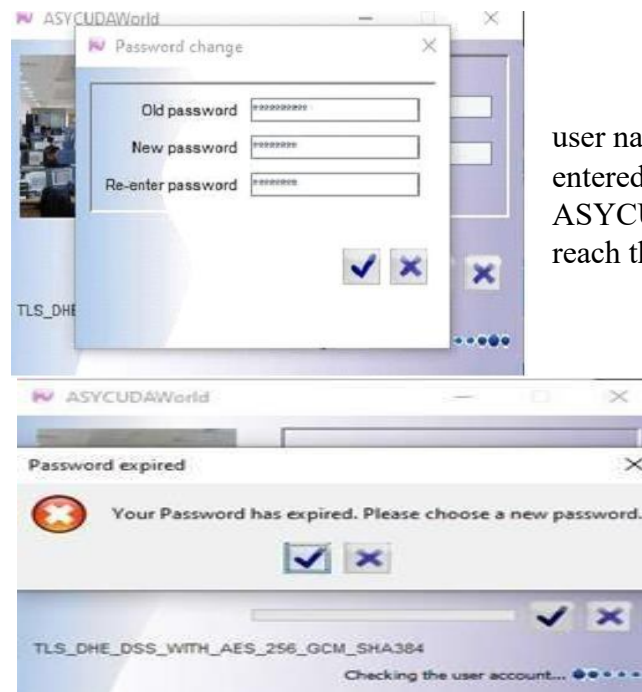 ASYCUDAWorld
Password change
Old password **********
New password ********
Re-enter password ********
TLS_DHE
user na
entered
ASYCU
reach th
ASYCUDAWorld
Password expired
Your Password has expired. Please choose a new password.
TLS_DHE_DSS_WITH_AES_256_GCM_SHA384
Checking the user account...